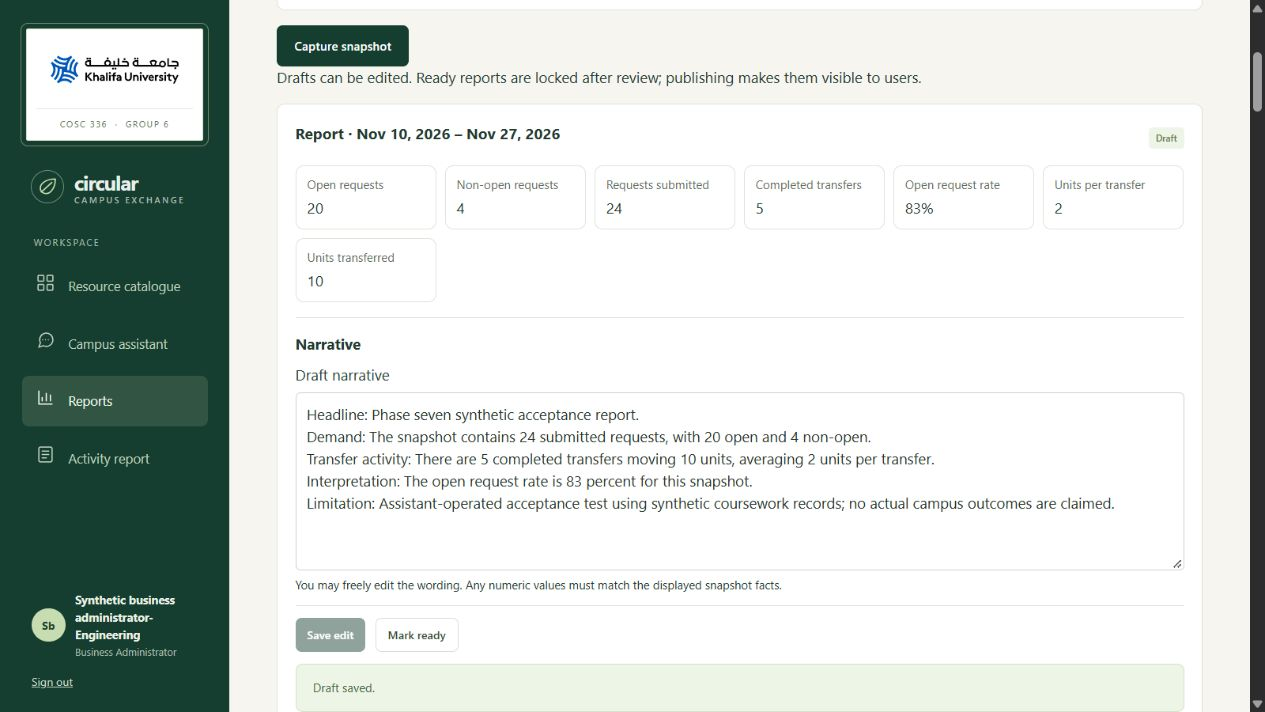 جامعة خليفة
Khalifa University
COSC 336 · GROUP 6
circular
CAMPUS EXCHANGE
WORKSPACE
Resource catalogue
Campus assistant
Reports
Activity report
Sb
Synthetic business
administrator-
Engineering
Business Administrator
Sign out
Capture snapshot
Drafts can be edited. Ready reports are locked after review; publishing makes them visible to users.
Report · Nov 10, 2026 – Nov 27, 2026
Draft
Open requests
20
Non-open requests
4
Requests submitted
24
Completed transfers
5
Open request rate
83%
Units per transfer
2
Units transferred
10
Narrative
Draft narrative
Headline: Phase seven synthetic acceptance report.
Demand: The snapshot contains 24 submitted requests, with 20 open and 4 non-open.
Transfer activity: There are 5 completed transfers moving 10 units, averaging 2 units per transfer.
Interpretation: The open request rate is 83 percent for this snapshot.
Limitation: Assistant-operated acceptance test using synthetic coursework records; no actual campus outcomes are claimed.
You may freely edit the wording. Any numeric values must match the displayed snapshot facts.
Save edit
Mark ready
Draft saved.